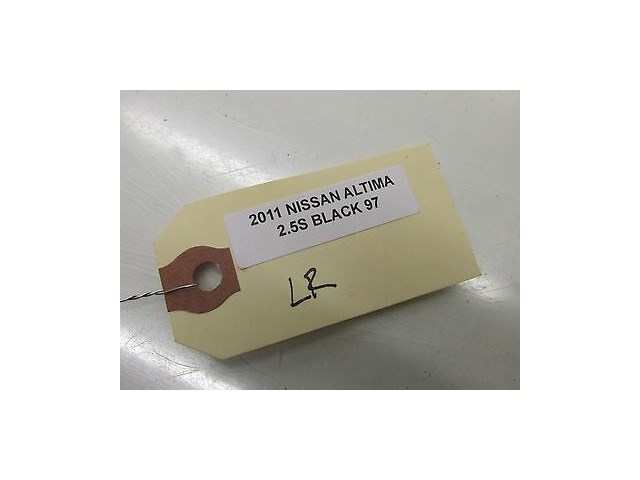 2011 NISSAN ALTIMA
2.5S BLACK 97
LR